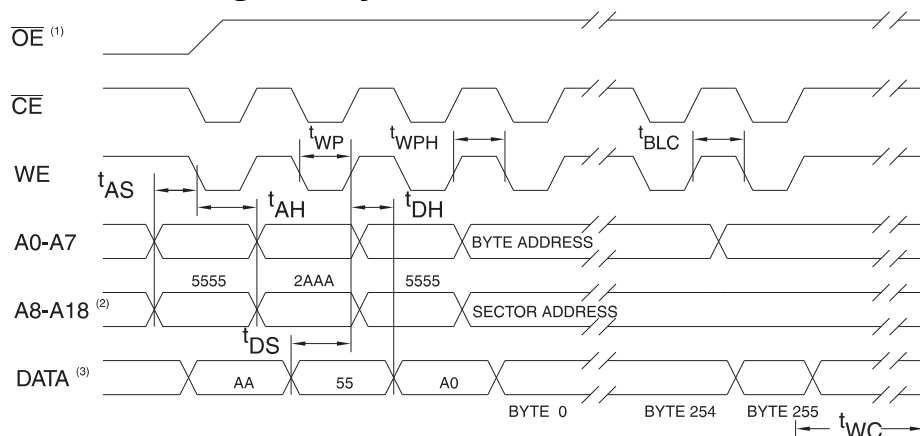 OE (1)
CE
tWP
tWPH
tBLC
WE
tAS
tAH
tDH
A0-A7
BYTE ADDRESS
5555
2AAA
5555
A8-A18 (2)
SECTOR ADDRESS
tDS
DATA (3)
AA
55
A0
BYTE 0
BYTE 254
BYTE 255
tWC